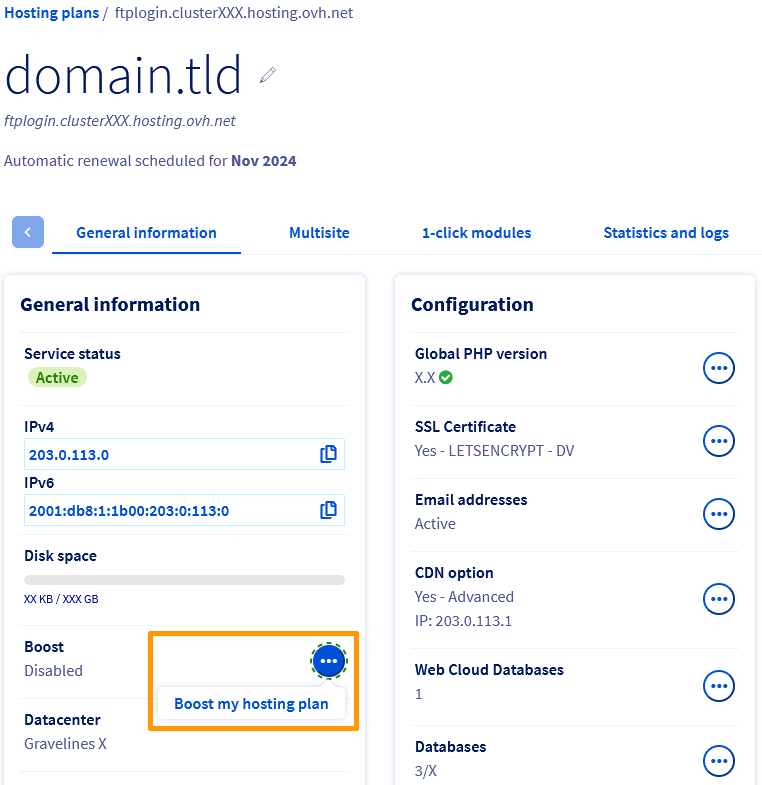 Hosting plans / ftplogin.clusterXXX.hosting.ovh.net
domain.tld
ftplogin.clusterXXX.hosting.ovh.net
Automatic renewal scheduled for Nov 2024
General information
Multisite
1-click modules
Statistics and logs
General information
Service status
Active
IPv4
203.0.113.0
IPv6
2001:db8:1:1b00:203:0:113:0
Disk space
XX KB / XXX GB
Boost
Disabled
Boost my hosting plan
Datacenter
Gravelines X
Configuration
Global PHP version
X.X
SSL Certificate
Yes - LETSENCRYPT - DV
Email addresses
Active
CDN option
Yes - Advanced
IP: 203.0.113.1
Web Cloud Databases
1
Databases
3/X